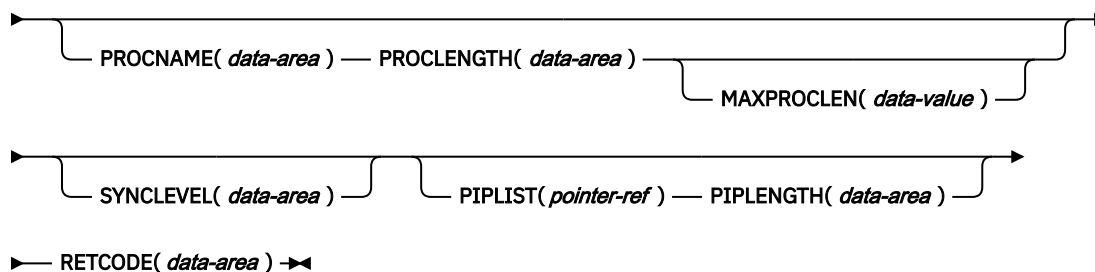 PROCNAME( data-area ) PROCLENGTH( data-area )
MAXPROCLEN( data-value )
SYNCLEVEL( data-area ) PIPLIST( pointer-ref ) PIPLENGTH( data-area )
RETCODE( data-area )